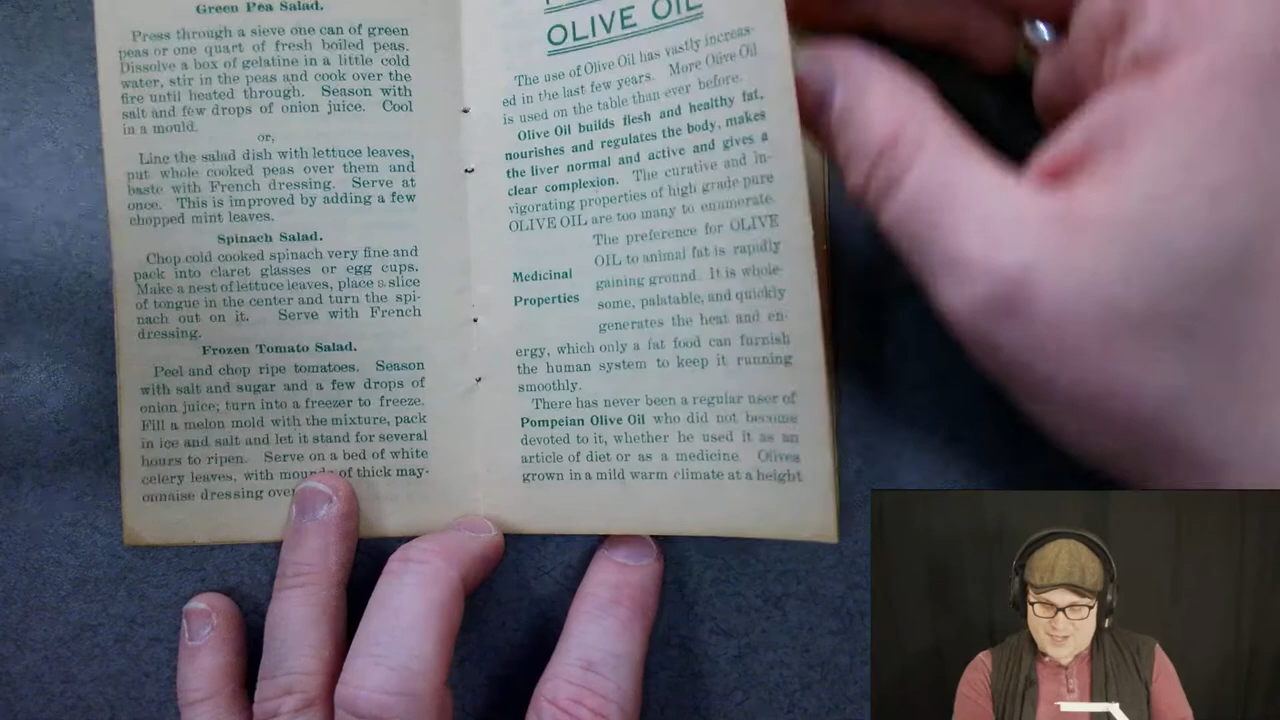 Green Pea Salad.
Press through a sieve one can of green
peas or one quart of fresh boiled peas.
Dissolve a box of gelatine in a little cold
water, stir in the peas and cook over the
fire until heated through. Season with
salt and few drops of onion juice. Cool
in a mould.
or,
Line the salad dish with lettuce leaves,
put whole cooked peas over them and
baste with French dressing. Serve at
once. This is improved by adding a few
chopped mint leaves.
Spinach Salad.
Chop cold cooked spinach very fine and
pack into claret glasses or egg cups.
Make a nest of lettuce leaves, place a slice
of tongue in the center and turn the spi-
nach out on it. Serve with French
dressing.
Frozen Tomato Salad.
Peel and chop ripe tomatoes. Season
with salt and sugar and a few drops of
onion juice; turn into a freezer to freeze.
Fill a melon mold with the mixture, pack
in ice and salt and let it stand for several
hours to ripen. Serve on a bed of white
celery leaves, with mounds of thick may-
onnaise dressing over
OLIVE OIL
The use of Olive Oil has vastly increas-
ed in the last few years. More Olive Oil
is used on the table than ever before.
Olive Oil builds flesh and healthy fat,
nourishes and regulates the body, makes
the liver normal and active and gives a
clear complexion. The curative and in-
vigorating properties of high grade pure
OLIVE OIL are too many to enamorate.
Medicinal
Properties
The preference for OLIVE
OIL to animal fat is rapidly
gaining ground. It is whole-
some, palatable, and quickly
generates the heat and en-
ergy, which only a fat food can furnish
the human system to keep it running
smoothly.
There has never been a regular user of
Pompeian Olive Oil who did not become
devoted to it, whether he used it as an
article of diet or as a medicine Olives
grown in a mild warm climate at a height